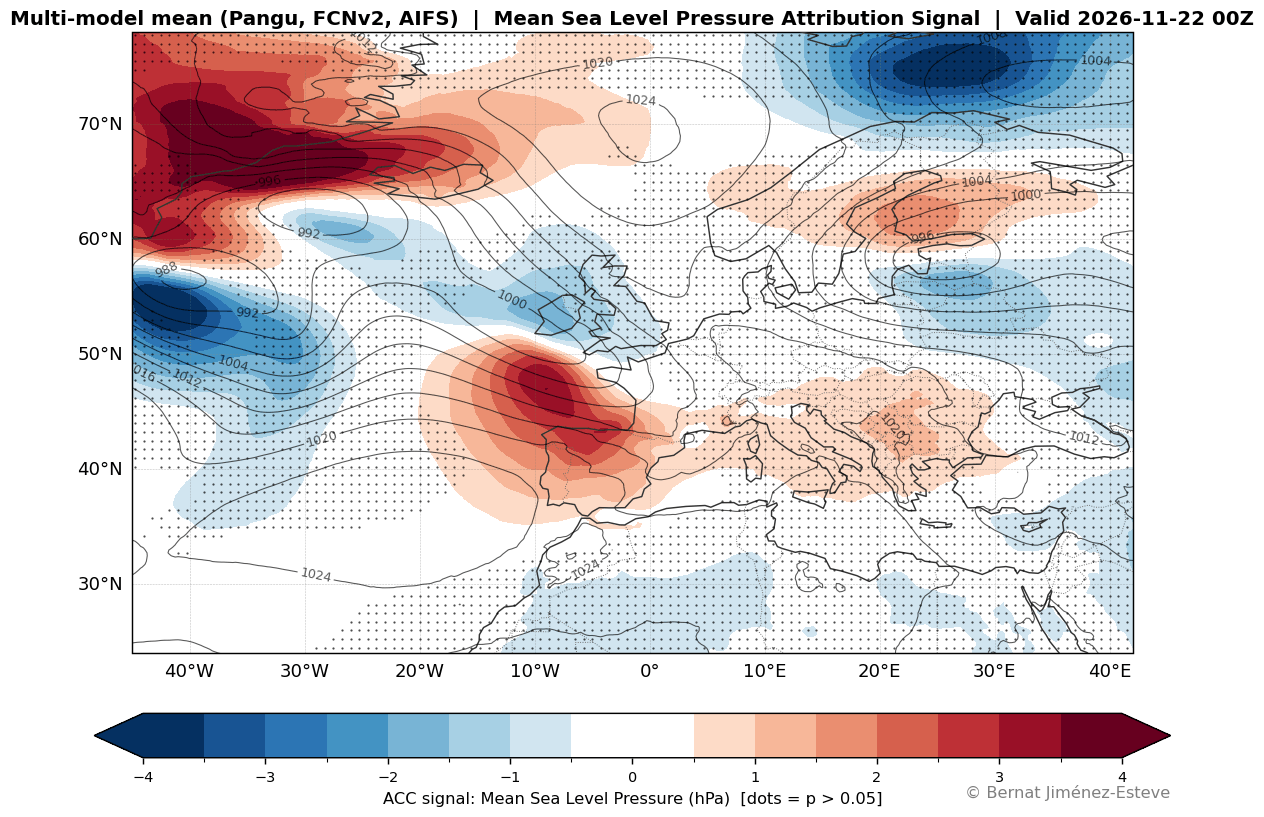 Multi-model mean (Pangu, FCNv2, AIFS) | Mean Sea Level Pressure Attribution Signal | Valid 2026-11-22 00Z
1012
1008
1020
1004
1024
70°N
996
1004
1000
60°N
992
996
988
992
1000
50°N
1004
1016
1012
1020
1020
1012
40°N
1024
1024
30°N
40°W 30°W 20°W 10°W 0° 10°E 20°E 30°E 40°E
−4 −3 −2 −1 0 1 2 3 4
ACC signal: Mean Sea Level Pressure (hPa) [dots = p > 0.05]
© Bernat Jiménez-Esteve